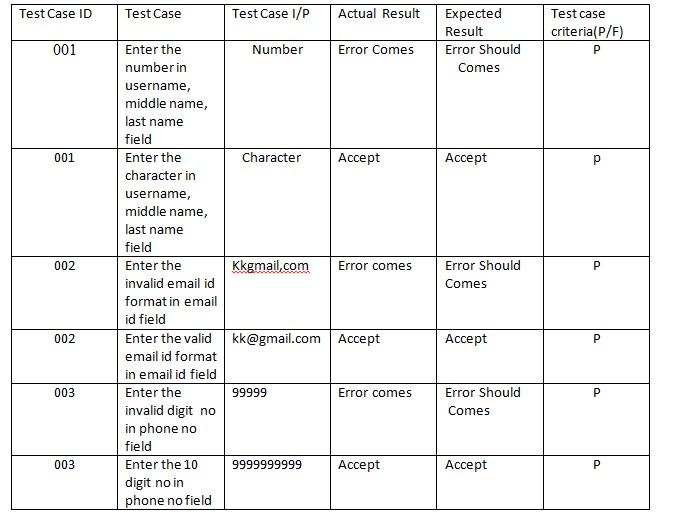 Test Case ID Test Case Test Case I/P Actual Result Expected Result Test case criteria(P/F)
001 Enter the number in username, middle name, last name field Number Error Comes Error Should Comes P
001 Enter the character in username, middle name, last name field Character Accept Accept p
002 Enter the invalid email id format in email id field Kkgmail,com Error comes Error Should Comes P
002 Enter the valid email id format in email id field kk@gmail.com Accept Accept P
003 Enter the invalid digit no in phone no field 99999 Error comes Error Should Comes P
003 Enter the 10 digit no in phone no field 9999999999 Accept Accept P